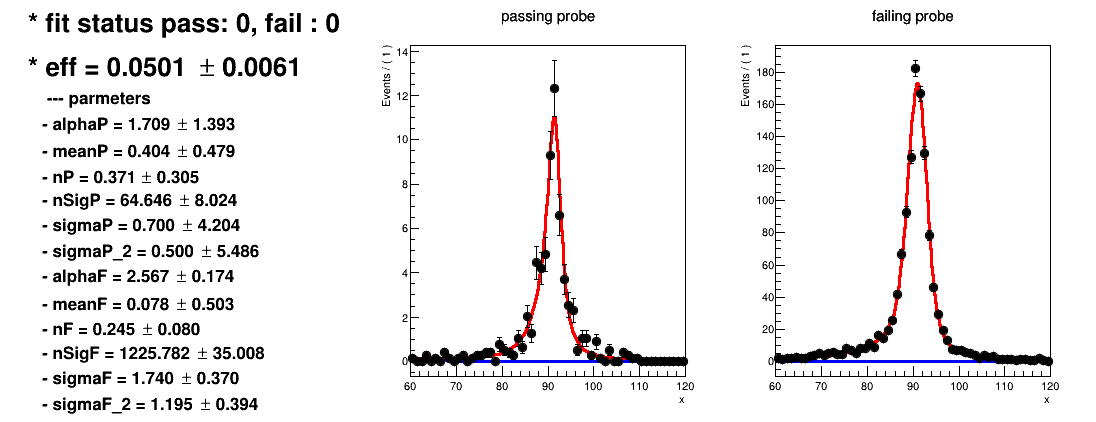 * fit status pass: 0, fail : 0
* eff = 0.0501 ± 0.0061
--- parmeters
- alphaP = 1.709 ± 1.393
- meanP = 0.404 ± 0.479
- nP = 0.371 ± 0.305
- nSigP = 64.646 ± 8.024
- sigmaP = 0.700 ± 4.204
- sigmaP_2 = 0.500 ± 5.486
- alphaF = 2.567 ± 0.174
- meanF = 0.078 ± 0.503
- nF = 0.245 ± 0.080
- nSigF = 1225.782 ± 35.008
- sigmaF = 1.740 ± 0.370
- sigmaF_2 = 1.195 ± 0.394
passing probe
Events / ( 1 )
14
12
10
8
6
4
2
0
60 70 80 90 100 110 120
x
failing probe
Events / ( 1 )
180
160
140
120
100
80
60
40
20
0
60 70 80 90 100 110 120
x